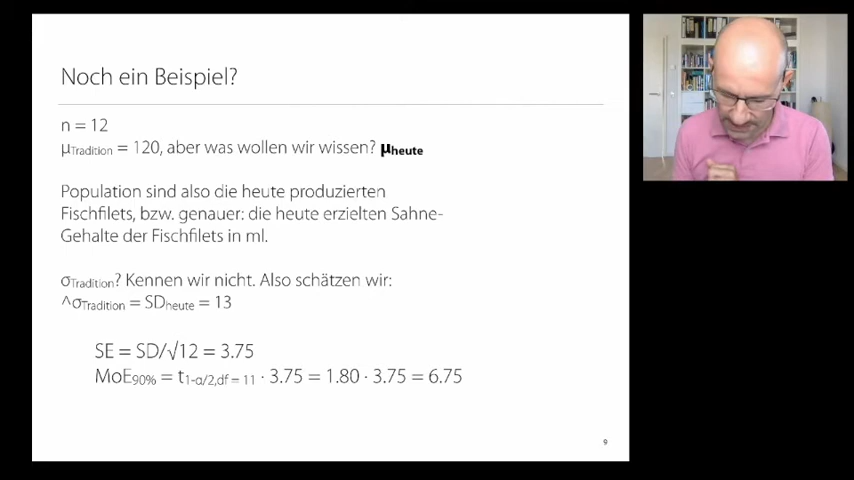 Noch ein Beispiel?
n = 12
μTradition = 120, aber was wollen wir wissen? μheute
Population sind also die heute produzierten
Fischfilets, bzw. genauer: die heute erzielten Sahne-
Gehalte der Fischfilets in ml.
σTradition? Kennen wir nicht. Also schätzen wir:
^σTradition = SDheute = 13
SE = SD/√12 = 3.75
MoE90% = t1-α/2,df = 11 · 3.75 = 1.80 · 3.75 = 6.75
9